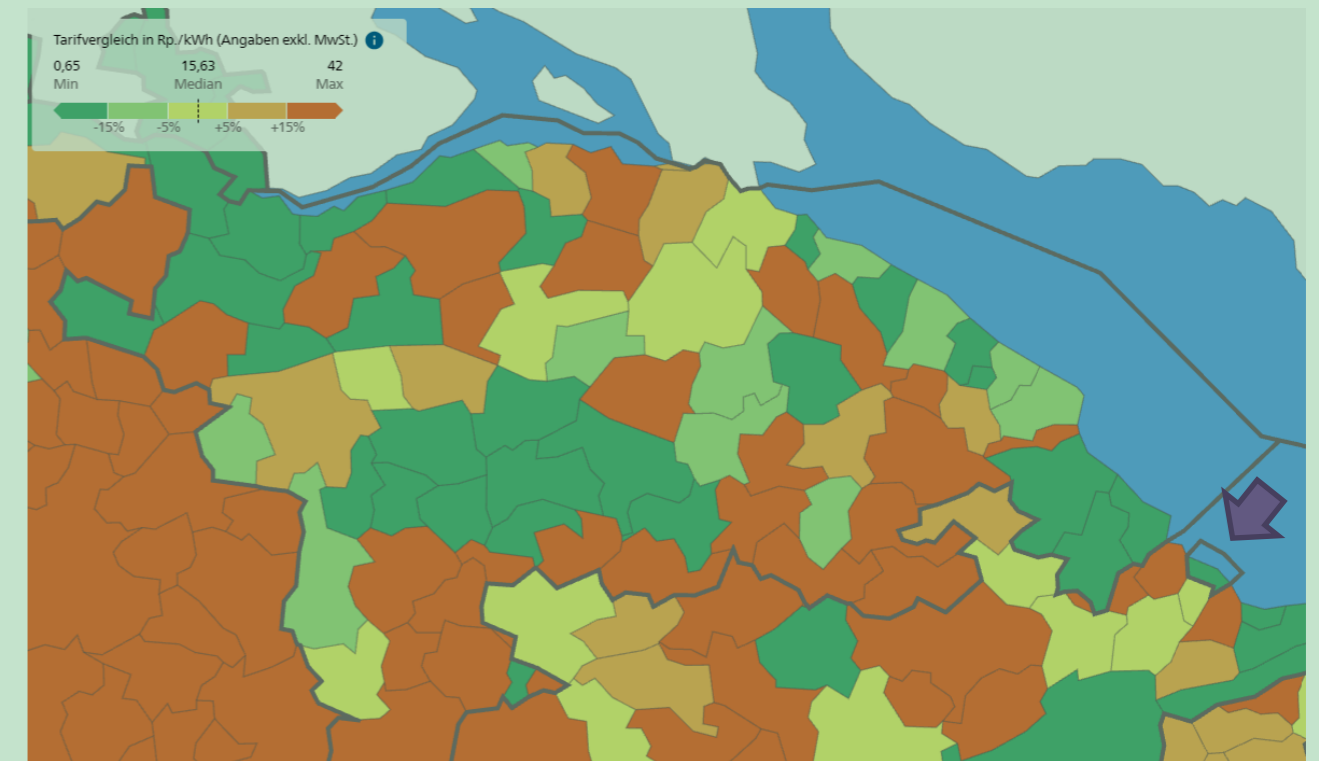 Tarifvergleich in Rp./kWh (Angaben exkl. MwSt.) i
0,65 15,63 42
Min Median Max
-15% -5% +5% +15%